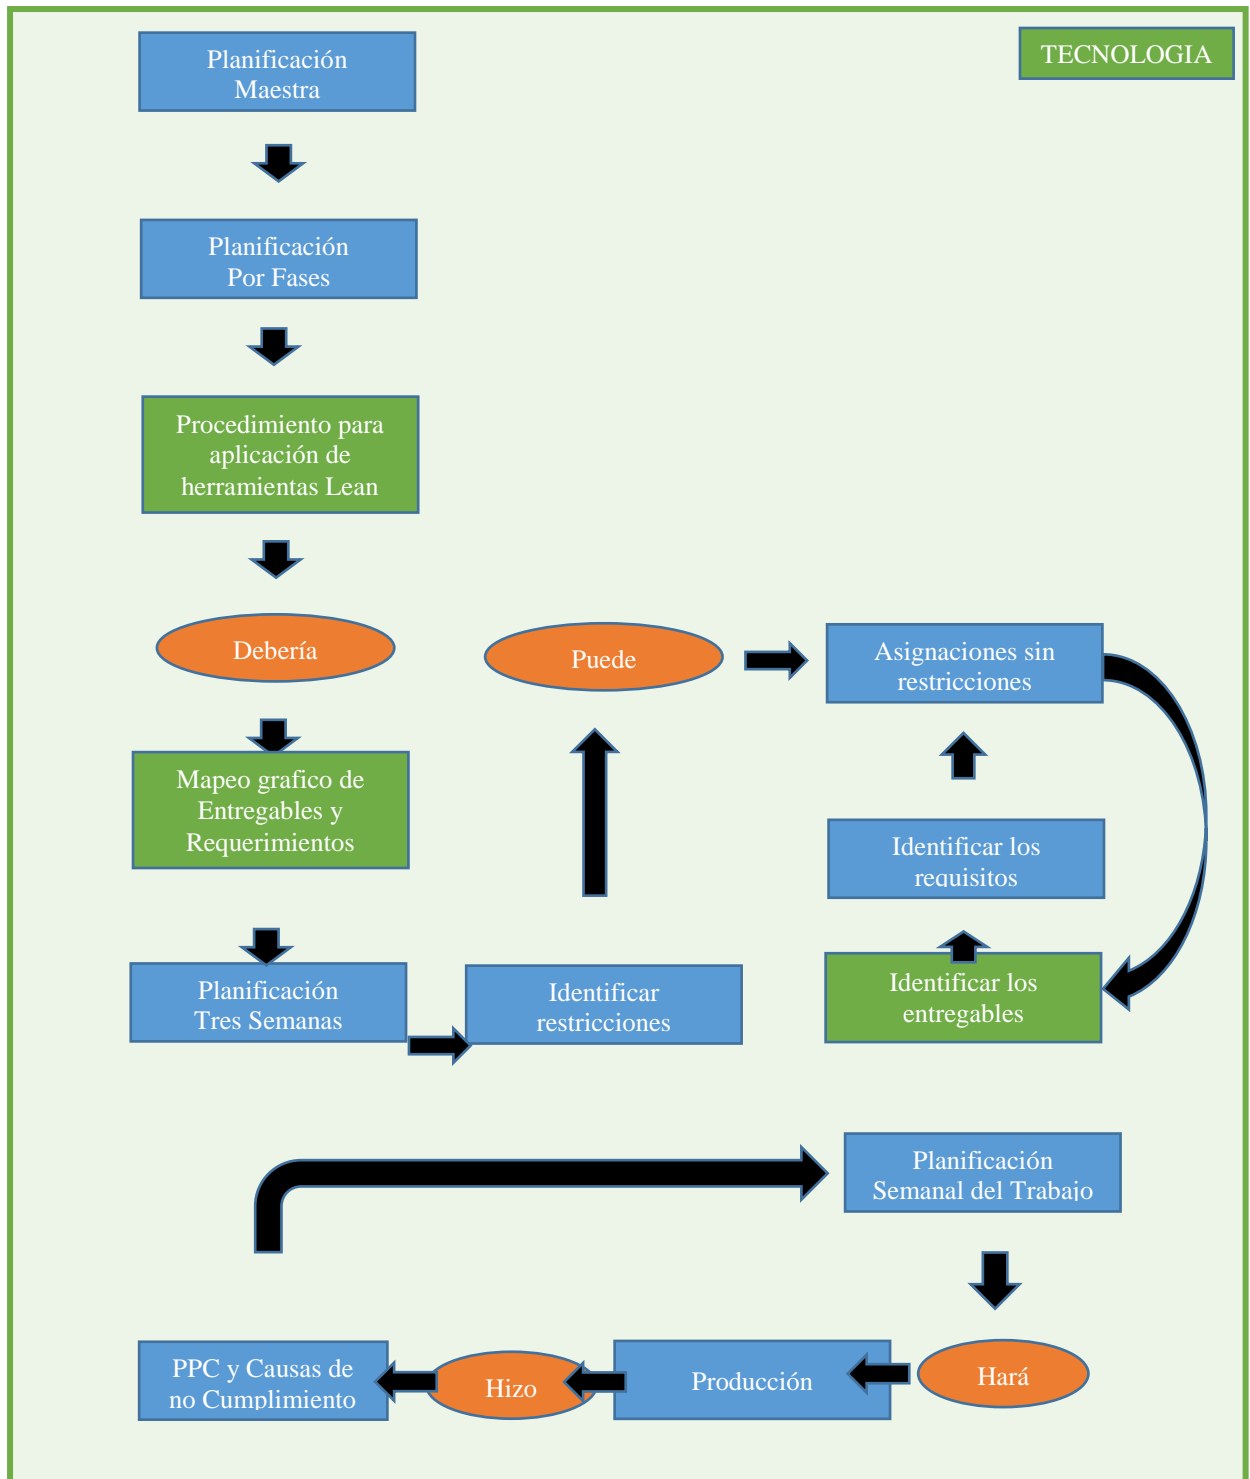 TECNOLOGIA
Planificación
Maestra
Planificación
Por Fases
Procedimiento para
aplicación de
herramientas Lean
Debería
Puede
Asignaciones sin
restricciones
Mapeo grafico de
Entregables y
Requerimientos
Identificar los
requisitos
Planificación
Tres Semanas
Identificar
restricciones
Identificar los
entregables
Planificación
Semanal del Trabajo
PPC y Causas de
no Cumplimiento
Hizo
Producción
Hará